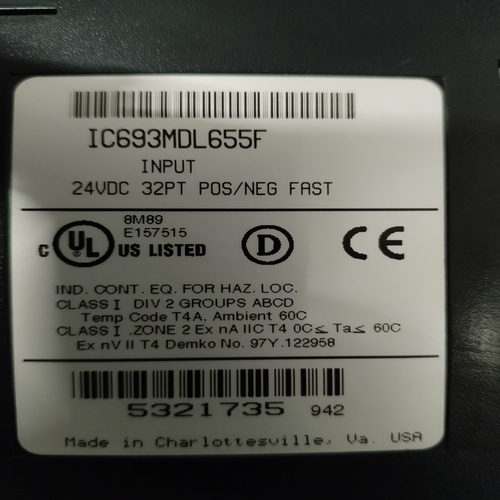 IC693MDL655F
INPUT
24VDC 32PT POS/NEG FAST
8M89
E157515
C UL US LISTED
D
CE
IND. CONT. EQ. FOR HAZ. LOC.
CLASS I DIV 2 GROUPS ABCD
Temp Code T4A, Ambient 60C
CLASS I .ZONE 2 Ex nA IIC T4 0C≤ Ta≤ 60C
Ex nV II T4 Demko No. 97Y.122958
5321735 942
Made in Charlottesville, Va. USA